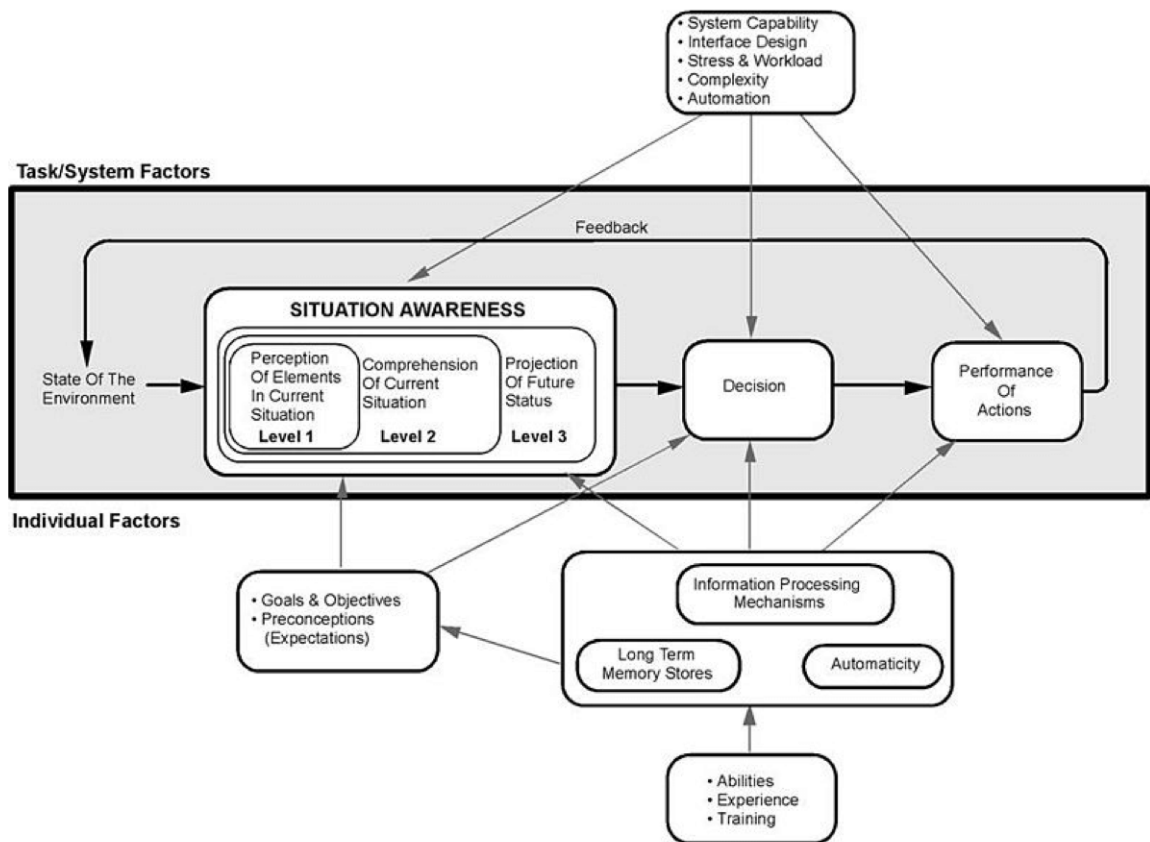 • System Capability
• Interface Design
• Stress & Workload
• Complexity
• Automation
Task/System Factors
Feedback
SITUATION AWARENESS
State Of The
Environment
Perception
Of Elements
In Current
Situation
Level 1
Comprehension
Of Current
Situation
Level 2
Projection
Of Future
Status
Level 3
Decision
Performance
Of
Actions
Individual Factors
• Goals & Objectives
• Preconceptions
(Expectations)
Information Processing
Mechanisms
Long Term
Memory Stores
Automaticity
• Abilities
• Experience
• Training